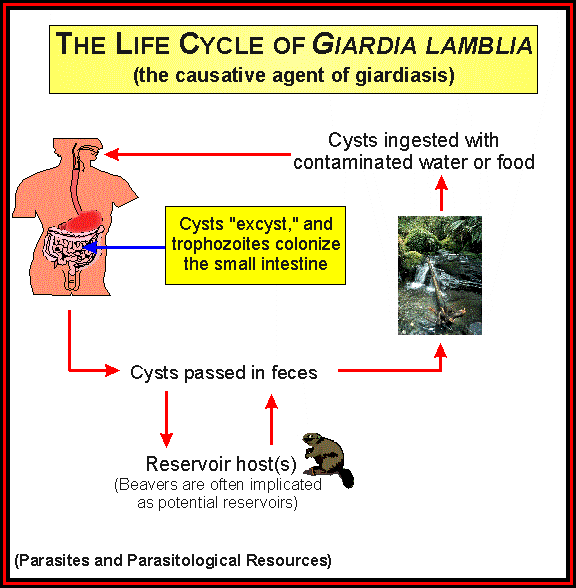 THE LIFE CYCLE OF GIARDIA LAMBLIA
(the causative agent of giardiasis)
Cysts ingested with
contaminated water or food
Cysts "excyst," and
trophozoites colonize
the small intestine
Cysts passed in feces
Reservoir host(s)
(Beavers are often implicated
as potential reservoirs)
(Parasites and Parasitological Resources)